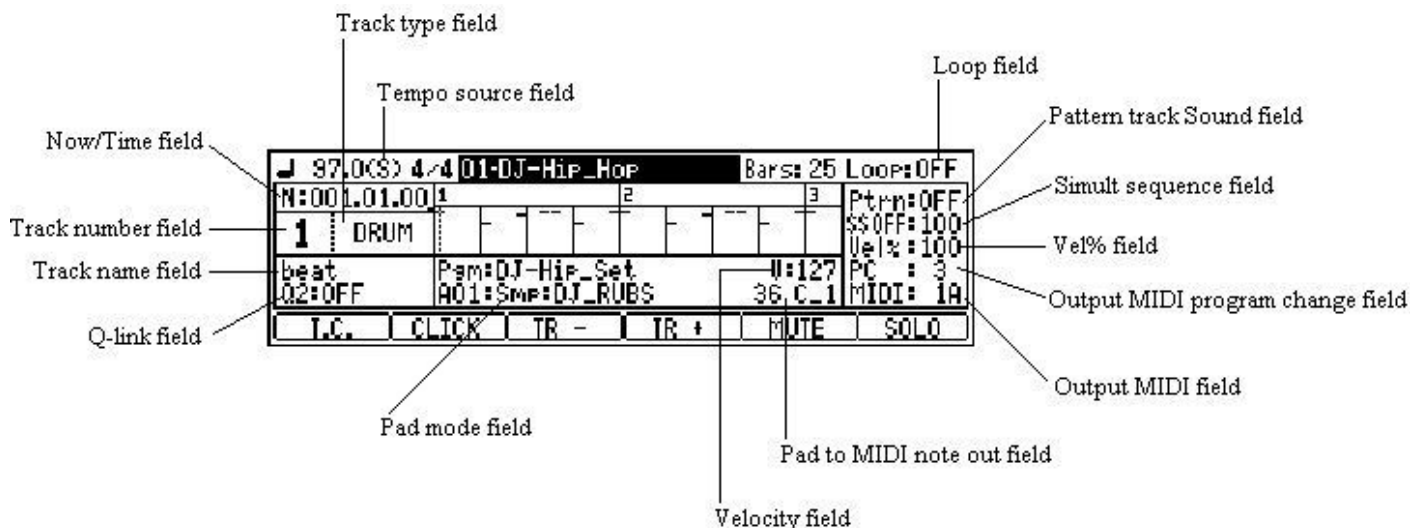 Track type field
Loop field
Tempo source field
Pattern track Sound field
Now/Time field
♩ 97.0(S) 4/4 01-DJ-Hip_Hop Bars: 25 Loop:OFF
Simult sequence field
N:001.01.00 1 2 3 Ptrn:OFF
Track number field
1 DRUM SSOFF:100
Vel%:100
Vel% field
Track name field
beat Pgm:DJ-Hip_Set V:127 PC : 3
Output MIDI program change field
Q2:OFF A01:Smp:DJ_RUBS 36,C_1 MIDI: 1A
Q-link field
T.C. CLICK TR - TR + MUTE SOLO
Output MIDI field
Pad mode field
Pad to MIDI note out field
Velocity field